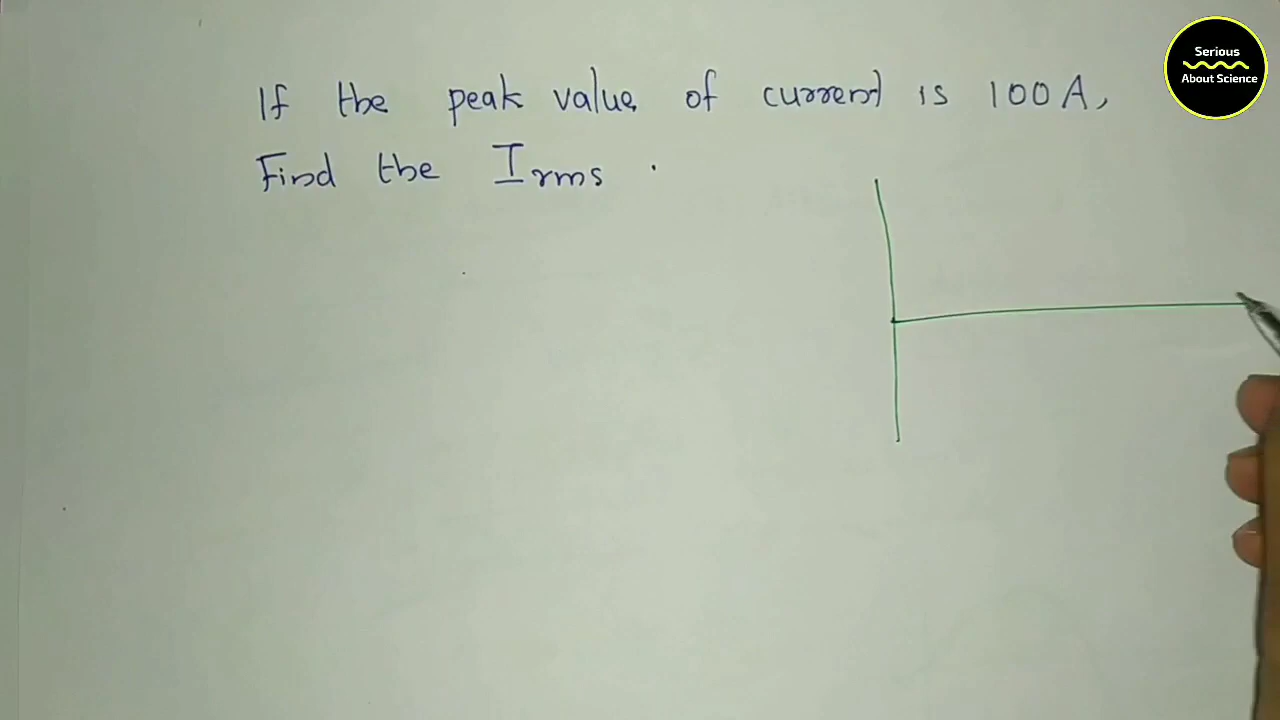 If the peak value of current is 100 A,
Find the Irms .
Serious
About Science